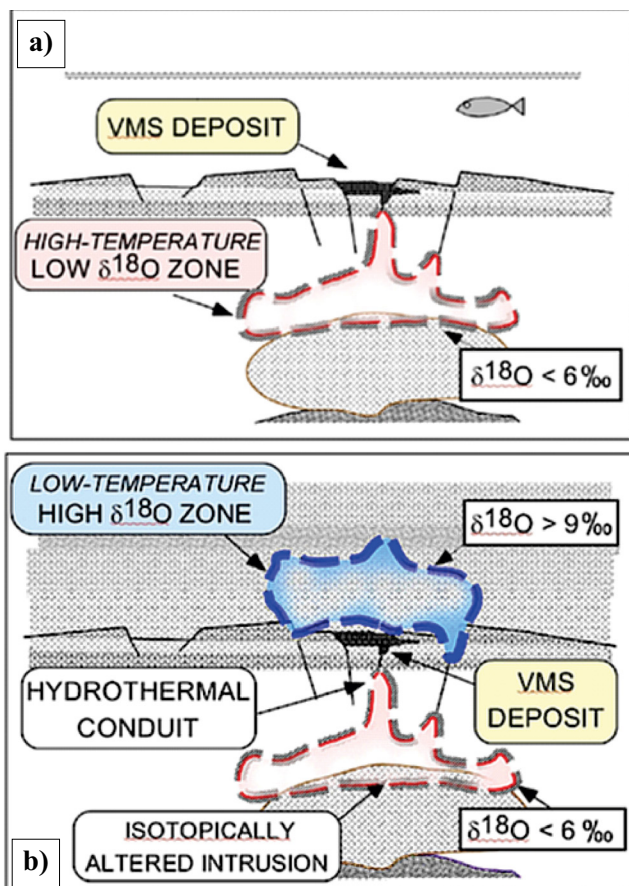 a)
VMS DEPOSIT
HIGH-TEMPERATURE
LOW δ18O ZONE
δ18O < 6‰
LOW-TEMPERATURE
HIGH δ18O ZONE
δ18O > 9‰
HYDROTHERMAL
CONDUIT
VMS
DEPOSIT
ISOTOPICALLY
ALTERED INTRUSION
δ18O < 6‰
b)